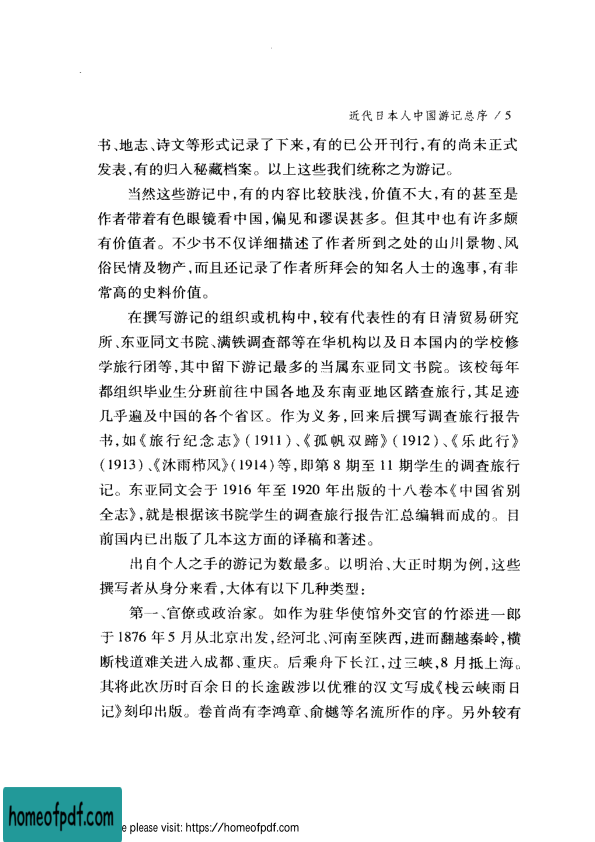 近代日本人中国游记总序 / 5
书、地志、诗文等形式记录了下来,有的已公开刊行,有的尚未正式
发表,有的归入秘藏档案。以上这些我们统称之为游记。
当然这些游记中,有的内容比较肤浅,价值不大,有的甚至是
作者带着有色眼镜看中国,偏见和谬误甚多。但其中也有许多颇
有价值者。不少书不仅详细描述了作者所到之处的山川景物、风
俗民情及物产,而且还记录了作者所拜会的知名人士的逸事,有非
常高的史料价值。
在撰写游记的组织或机构中,较有代表性的有日清贸易研究
所、东亚同文书院、满铁调查部等在华机构以及日本国内的学校修
学旅行团等,其中留下游记最多的当属东亚同文书院。该校每年
都组织毕业生分班前往中国各地及东南亚地区踏查旅行,其足迹
几乎遍及中国的各个省区。作为义务,回来后撰写调查旅行报告
书,如《旅行纪念志》(1911)、《孤帆双蹄》(1912)、《乐此行》
(1913)、《沐雨栉风》(1914)等,即第 8 期至 11 期学生的调查旅行
记。东亚同文会于 1916 年至 1920 年出版的十八卷本《中国省别
全志》,就是根据该书院学生的调查旅行报告汇总编辑而成的。目
前国内已出版了几本这方面的译稿和著述。
出自个人之手的游记为数最多。以明治、大正时期为例,这些
撰写者从身分来看,大体有以下几种类型:
第一、官僚或政治家。如作为驻华使馆外交官的竹添进一郎
于 1876 年 5 月从北京出发,经河北、河南至陕西,进而翻越秦岭,横
断栈道难关进入成都、重庆。后乘舟下长江,过三峡,8 月抵上海。
其将此次历时百余日的长途跋涉以优雅的汉文写成《栈云峡雨日
记》刻印出版。卷首尚有李鸿章、俞樾等名流所作的序。另外较有
homeofpdf.com
e please visit: https://homeofpdf.com